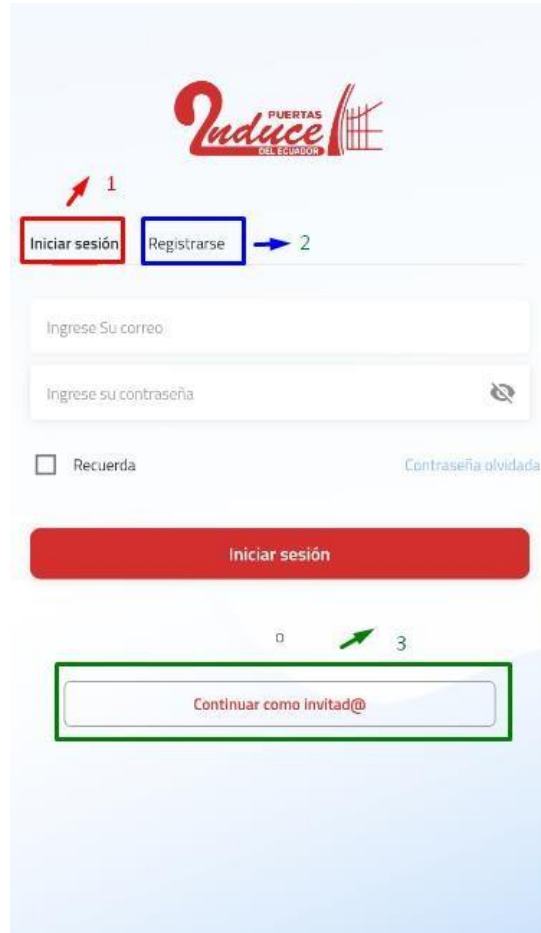 PUERTAS
Induce
DEL ECUADOR
1
Iniciar sesión
Registrarse
2
Ingrese Su correo
Ingrese su contraseña
Recuerda
Contraseña olvidada
Iniciar sesión
o
3
Continuar como invitad@